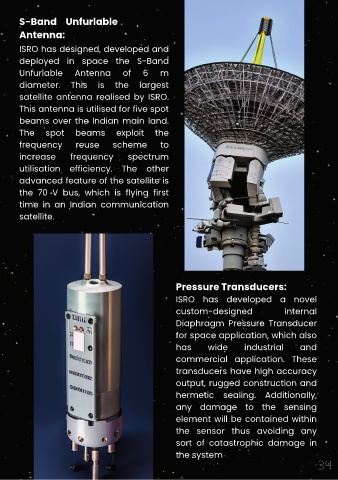 S-Band Unfurlable
Antenna:
ISRO has designed, developed and
deployed in space the S-Band
Unfurlable Antenna of 6 m
diameter. This is the largest
satellite antenna realised by ISRO.
This antenna is utilised for five spot
beams over the Indian main land.
The spot beams exploit the
frequency reuse scheme to
increase frequency spectrum
utilisation efficiency. The other
advanced feature of the satellite is
the 70 V bus, which is flying first
time in an Indian communication
satellite.
Pressure Transducers:
ISRO has developed a novel
custom-designed internal
Diaphragm Pressure Transducer
for space application, which also
has wide industrial and
commercial application. These
transducers have high accuracy
output, rugged construction and
hermetic sealing. Additionally,
any damage to the sensing
element will be contained within
the sensor thus avoiding any
sort of catastrophic damage in
the system
34